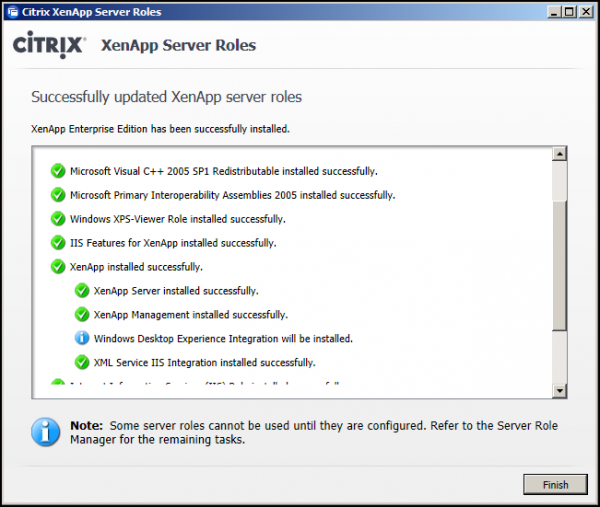 Citrix XenApp Server Roles
CİTRIX® XenApp Server Roles
Successfully updated XenApp server roles
XenApp Enterprise Edition has been successfully installed.
Microsoft Visual C++ 2005 SP1 Redistributable installed successfully.
Microsoft Primary Interoperability Assemblies 2005 installed successfully.
Windows XPS-Viewer Role installed successfully.
IIS Features for XenApp installed successfully.
XenApp installed successfully.
XenApp Server installed successfully.
XenApp Management installed successfully.
Windows Desktop Experience Integration will be installed.
XML Service IIS Integration installed successfully.
Note: Some server roles cannot be used until they are configured. Refer to the Server Role
Manager for the remaining tasks.
Finish